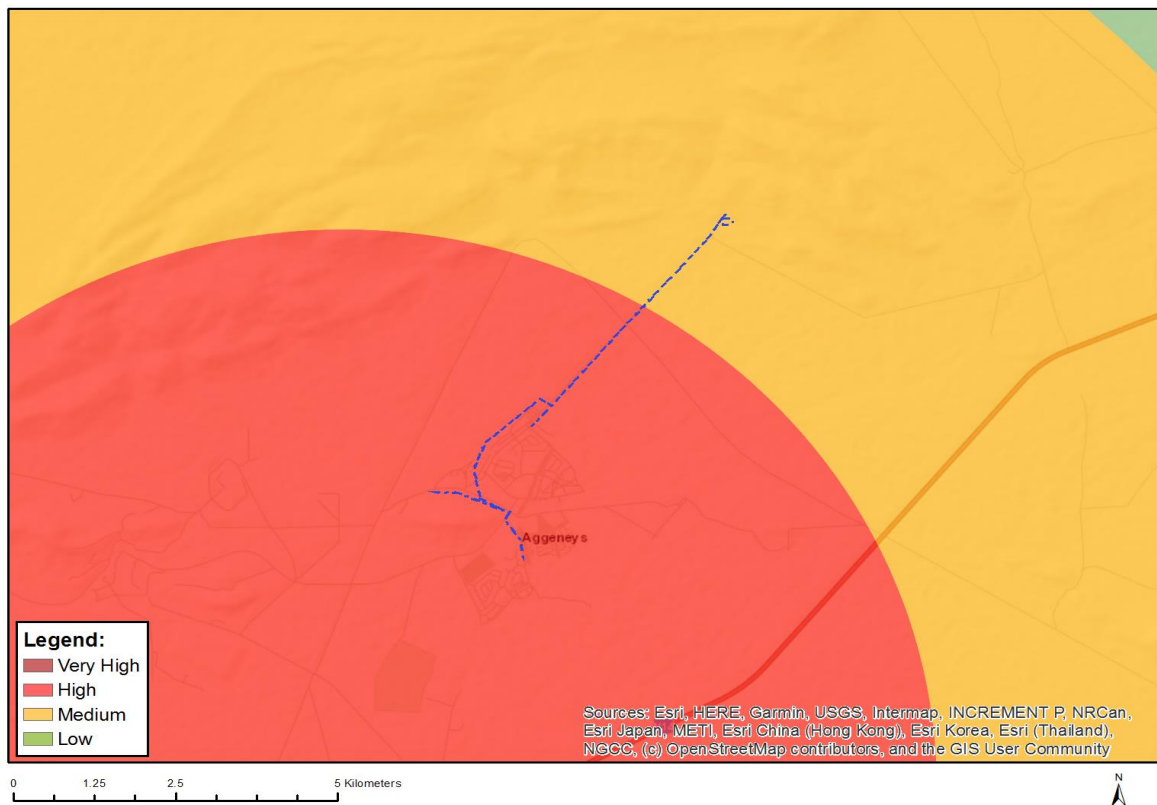 Aggeneys
Legend:
Very High
High
Medium
Low
Sources: Esri, HERE, Garmin, USGS, Intermap, INCREMENT P, NRCan,
Esri Japan, METI, Esri China (Hong Kong), Esri Korea, Esri (Thailand),
NGCC, (c) OpenStreetMap contributors, and the GIS User Community
0 1.25 2.5 5 Kilometers
N